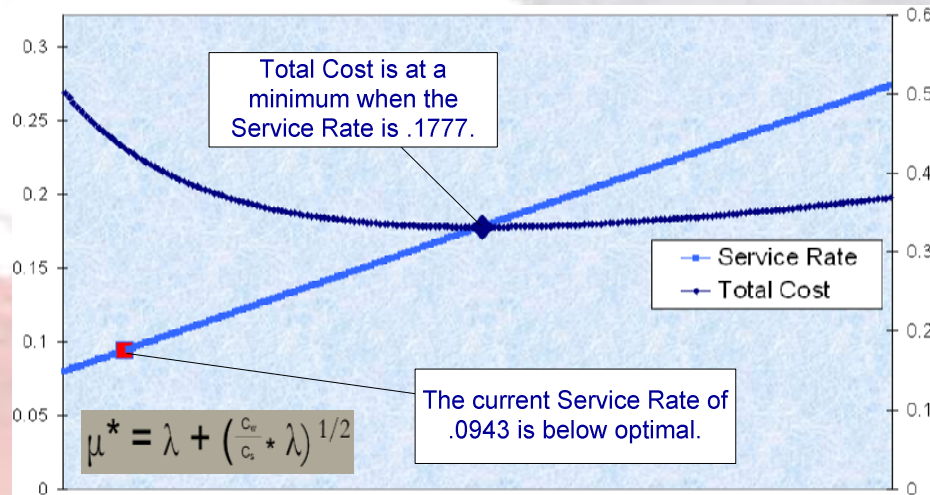 0.3
0.25
0.2
0.15
0.1
0.05
0
0.6
0.5
0.4
0.3
0.2
0.1
0
Total Cost is at a
minimum when the
Service Rate is .1777.
Service Rate
Total Cost
The current Service Rate of
.0943 is below optimal.
μ* = λ + (Cw/Cs * λ) 1/2